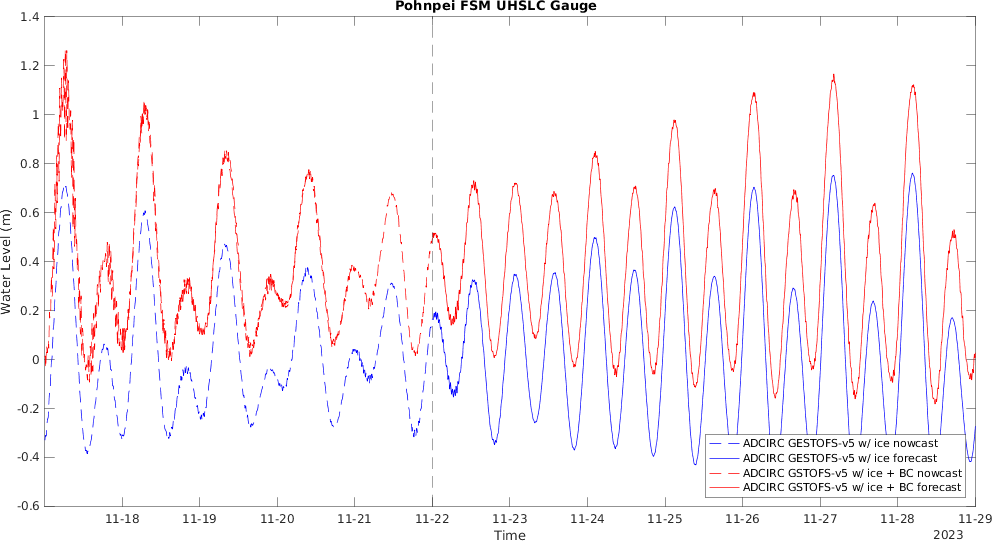 Pohnpei FSM UHSLC Gauge
Water Level (m)
1.4
1.2
1
0.8
0.6
0.4
0.2
0
-0.2
-0.4
-0.6
ADCIRC GESTOFS-v5 w/ ice nowcast
ADCIRC GESTOFS-v5 w/ ice forecast
ADCIRC GSTOFS-v5 w/ ice + BC nowcast
ADCIRC GSTOFS-v5 w/ ice + BC forecast
11-18 11-19 11-20 11-21 11-22 11-23 11-24 11-25 11-26 11-27 11-28 11-29
Time
2023